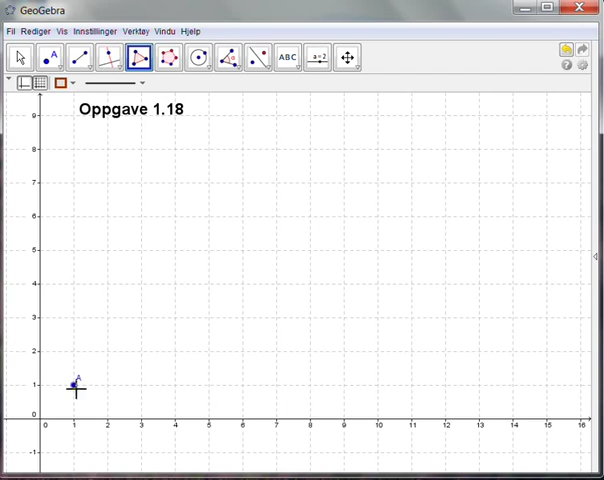 GeoGebra
Fil Rediger Vis Innstillinger Verktøy Vindu Hjelp
A α ABC a=2
Oppgave 1.18
9
8
7
6
5
4
3
2
A
1
0
0 1 2 3 4 5 6 7 8 9 10 11 12 13 14 15 16
-1